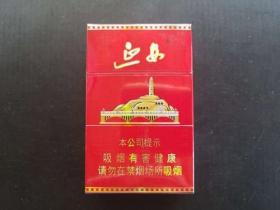 延安
本公司提示
吸烟有害健康
请勿在禁烟场所吸烟